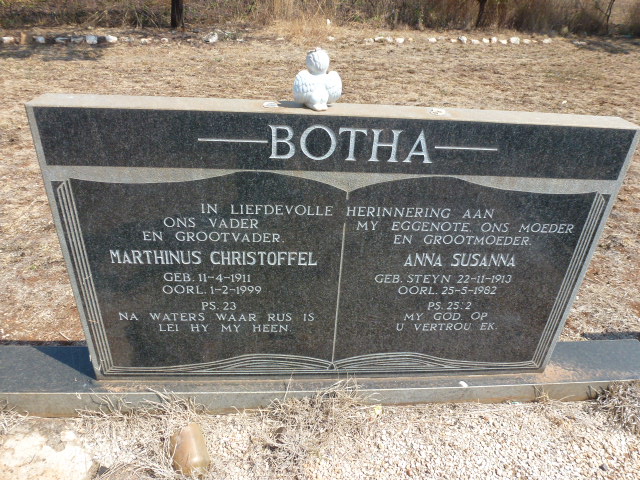 BOTHA
IN LIEFDEVOLLE HERINNERING AAN
ONS VADER
EN GROOTVADER.
MARTHINUS CHRISTOFFEL
GEB. 11-4-1911
OORL. 1-2-1999
PS. 23
NA WATERS WAAR RUS IS
LEI HY MY HEEN.
MY EGGENOTE, ONS MOEDER
EN GROOTMOEDER.
ANNA SUSANNA
GEB. STEYN 22-11-1913
OORL. 25-5-1982
PS. 25:2
MY GOD OP
U VERTROU EK.